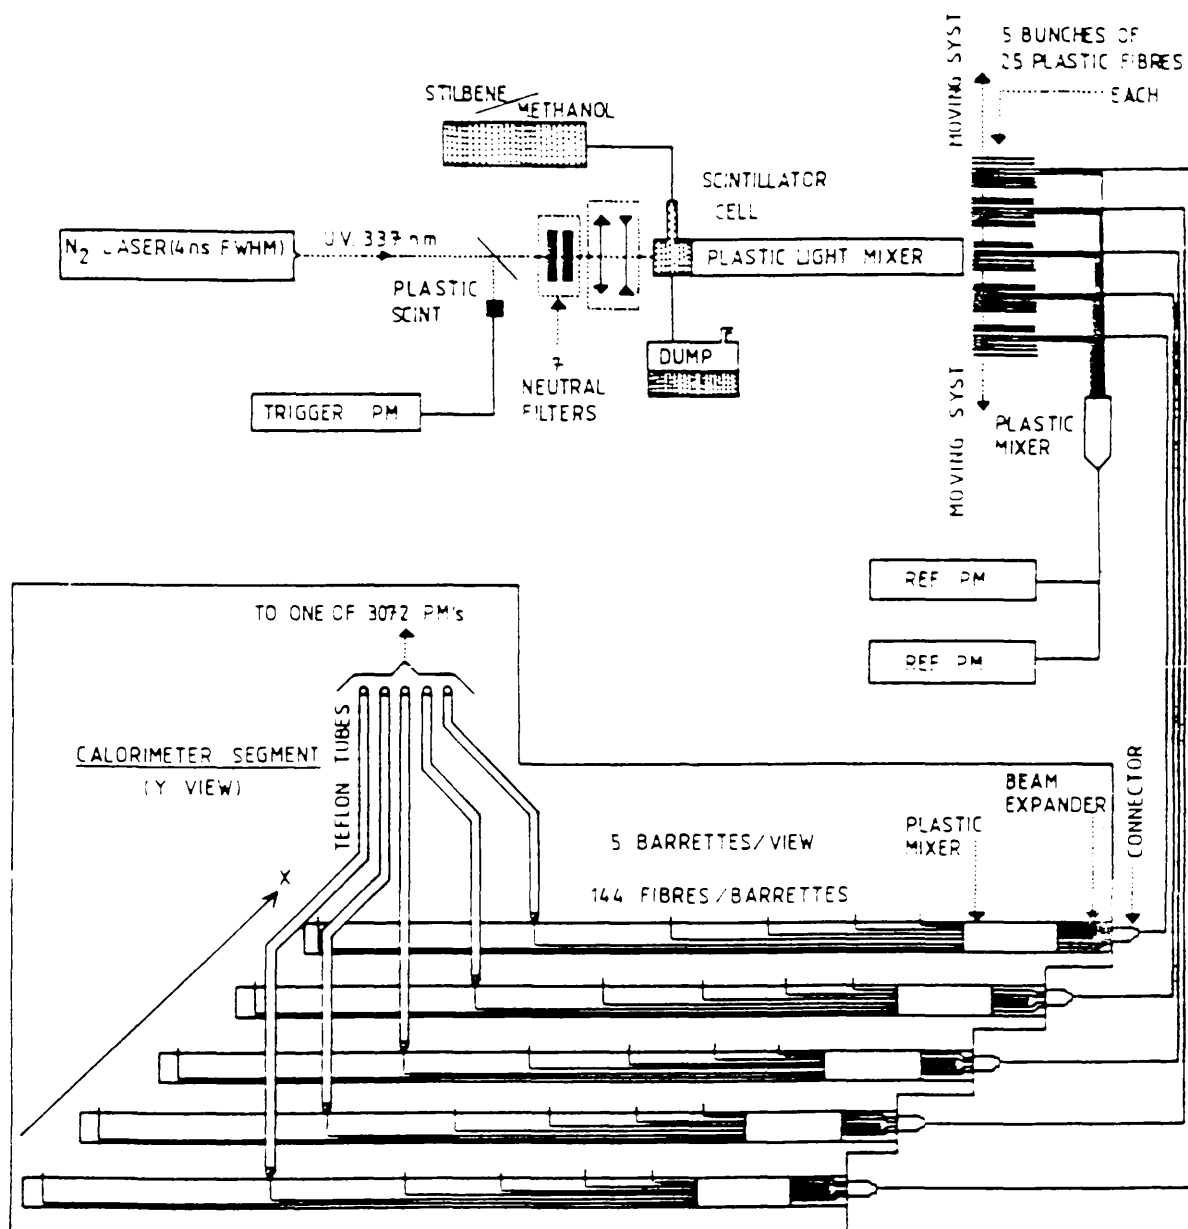 5 BUNCHES OF
25 PLASTIC FIBRES
EACH
MOVING SYST
STILBENE/
METHANOL
SCINTILLATOR
CELL
N2 LASER(4ns FWHM)
U.V. 337 nm
PLASTIC LIGHT MIXER
PLASTIC
SCINT
DUMP
7
NEUTRAL
FILTERS
TRIGGER PM
MOVING SYST
PLASTIC
MIXER
REF PM
REF PM
TO ONE OF 3072 PM's
TEFLON TUBES
CALORIMETER SEGMENT
(Y VIEW)
X
5 BARRETTES/VIEW
144 FIBRES/BARRETTES
PLASTIC
MIXER
BEAM
EXPANDER
CONNECTOR